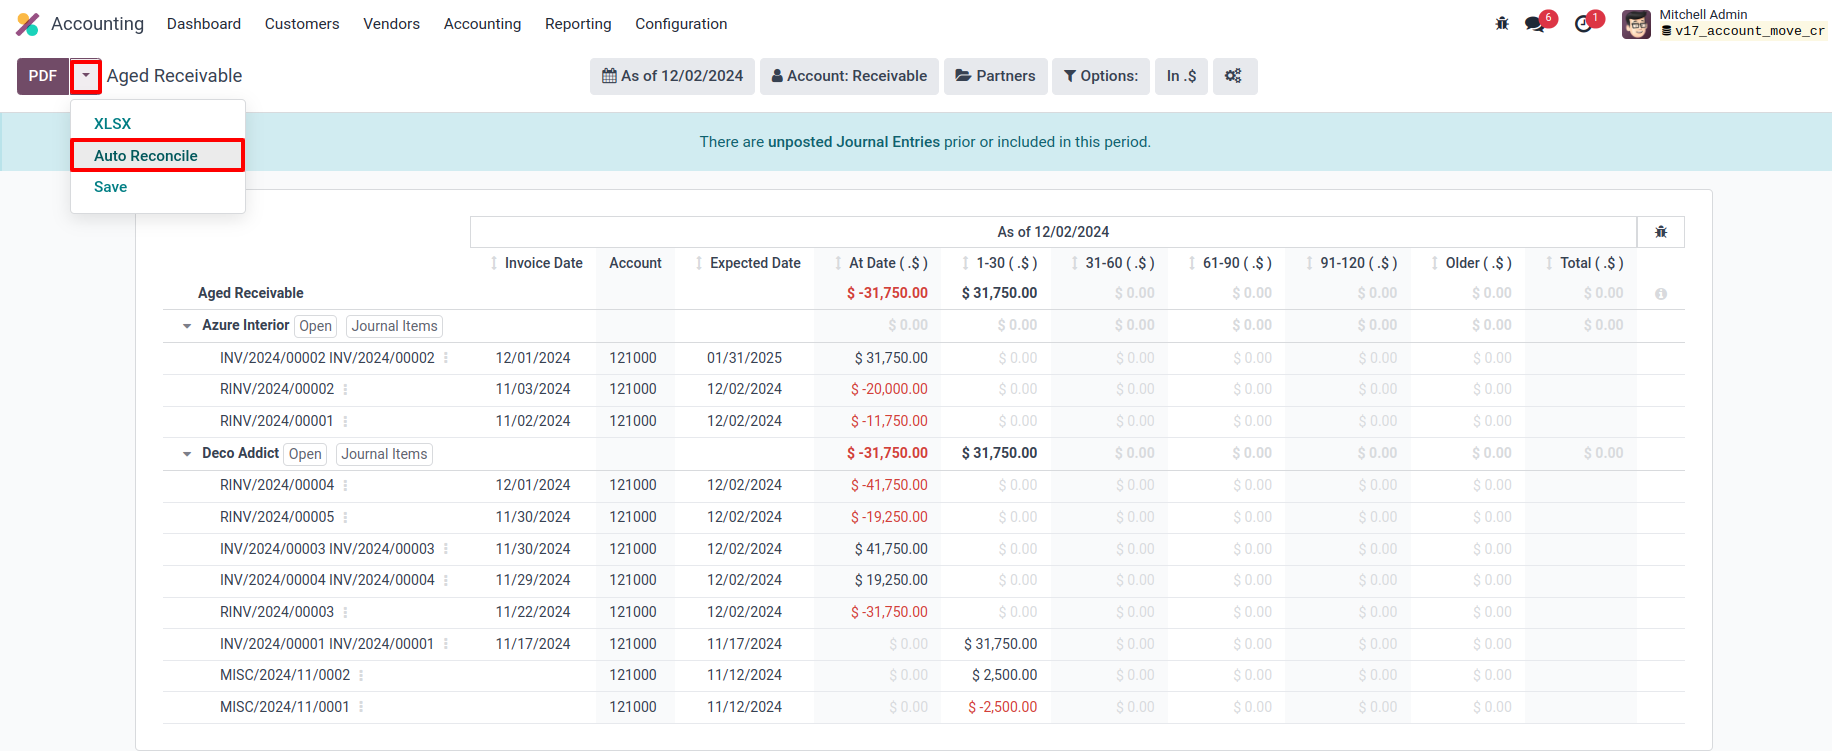 Accounting Dashboard Customers Vendors Accounting Reporting Configuration 6 1 Mitchell Admin
v17_account_move_cr
PDF Aged Receivable As of 12/02/2024 Account: Receivable Partners Options: In .$
XLSX
Auto Reconcile
Save
There are unposted Journal Entries prior or included in this period.
As of 12/02/2024
Invoice Date Account Expected Date At Date ( .$ ) 1-30 ( .$ ) 31-60 ( .$ ) 61-90 ( .$ ) 91-120 ( .$ ) Older ( .$ ) Total ( .$ )
Aged Receivable $ -31,750.00 $ 31,750.00 $ 0.00 $ 0.00 $ 0.00 $ 0.00 $ 0.00
Azure Interior Open Journal Items $ 0.00 $ 0.00 $ 0.00 $ 0.00 $ 0.00 $ 0.00 $ 0.00
INV/2024/00002 INV/2024/00002 12/01/2024 121000 01/31/2025 $ 31,750.00 $ 0.00 $ 0.00 $ 0.00 $ 0.00 $ 0.00
RINV/2024/00002 11/03/2024 121000 12/02/2024 $ -20,000.00 $ 0.00 $ 0.00 $ 0.00 $ 0.00 $ 0.00
RINV/2024/00001 11/02/2024 121000 12/02/2024 $ -11,750.00 $ 0.00 $ 0.00 $ 0.00 $ 0.00 $ 0.00
Deco Addict Open Journal Items $ -31,750.00 $ 31,750.00 $ 0.00 $ 0.00 $ 0.00 $ 0.00 $ 0.00
RINV/2024/00004 12/01/2024 121000 12/02/2024 $ -41,750.00 $ 0.00 $ 0.00 $ 0.00 $ 0.00 $ 0.00
RINV/2024/00005 11/30/2024 121000 12/02/2024 $ -19,250.00 $ 0.00 $ 0.00 $ 0.00 $ 0.00 $ 0.00
INV/2024/00003 INV/2024/00003 11/30/2024 121000 12/02/2024 $ 41,750.00 $ 0.00 $ 0.00 $ 0.00 $ 0.00 $ 0.00
INV/2024/00004 INV/2024/00004 11/29/2024 121000 12/02/2024 $ 19,250.00 $ 0.00 $ 0.00 $ 0.00 $ 0.00 $ 0.00
RINV/2024/00003 11/22/2024 121000 12/02/2024 $ -31,750.00 $ 0.00 $ 0.00 $ 0.00 $ 0.00 $ 0.00
INV/2024/00001 INV/2024/00001 11/17/2024 121000 11/17/2024 $ 0.00 $ 31,750.00 $ 0.00 $ 0.00 $ 0.00 $ 0.00
MISC/2024/11/0002 121000 11/12/2024 $ 0.00 $ 2,500.00 $ 0.00 $ 0.00 $ 0.00 $ 0.00
MISC/2024/11/0001 121000 11/12/2024 $ 0.00 $ -2,500.00 $ 0.00 $ 0.00 $ 0.00 $ 0.00